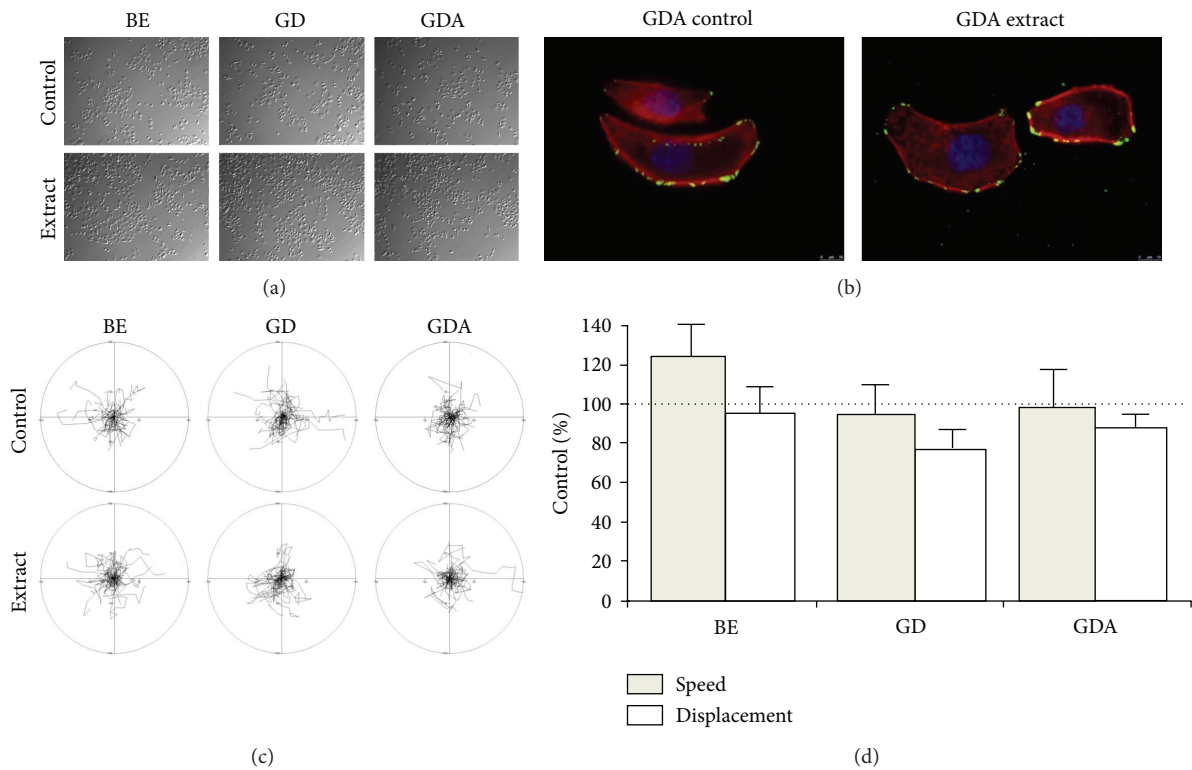 BE GD GDA
Control
Extract
(a)
GDA control GDA extract
(b)
BE GD GDA
Control
Extract
(c)
140
120
100
80
60
40
20
0
Control (%)
BE GD GDA
Speed
Displacement
(d)